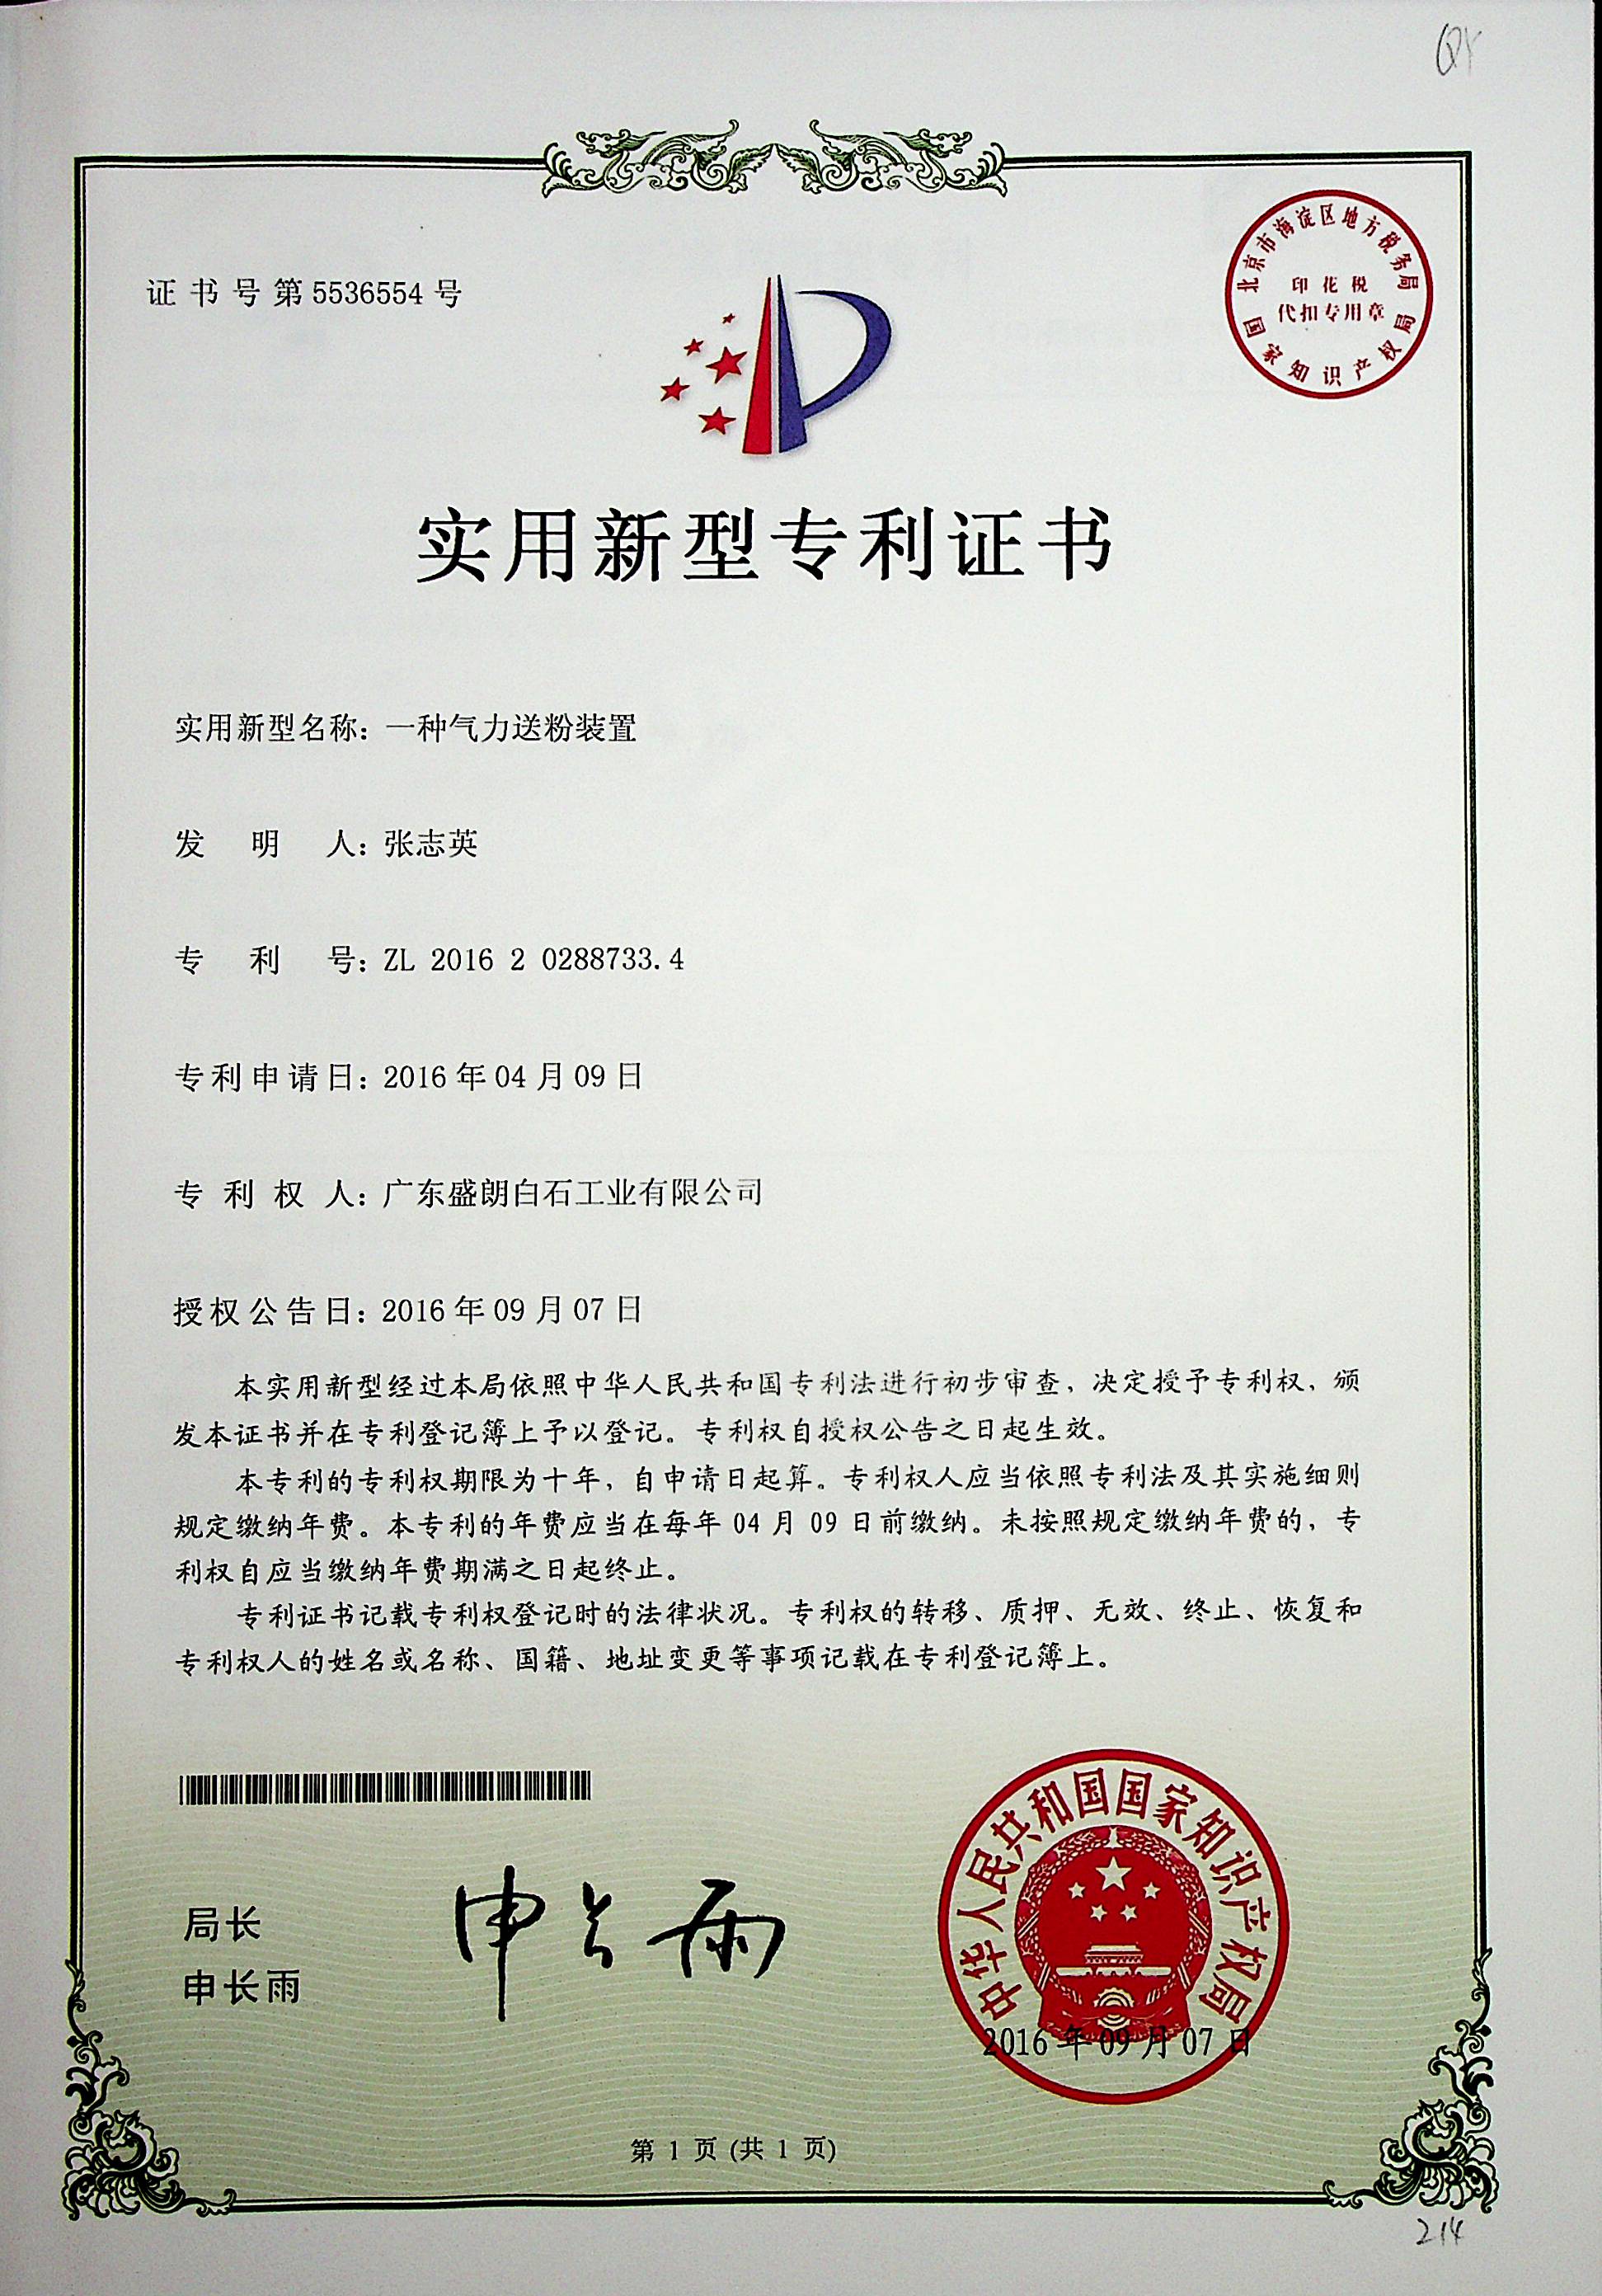 证书号第5536554号
北京市海淀区地方税务局
印花税
代扣专用章
国家知识产权局
实用新型专利证书
实用新型名称：一种气力送粉装置
发明人：张志英
专利号：ZL 2016 2 0288733.4
专利申请日：2016年04月09日
专利权人：广东盛朗白石工业有限公司
授权公告日：2016年09月07日
本实用新型经过本局依照中华人民共和国专利法进行初步审查，决定授予专利权，颁
发本证书并在专利登记簿上予以登记。专利权自授权公告之日起生效。
本专利的专利权期限为十年，自申请日起算。专利权人应当依照专利法及其实施细则
规定缴纳年费。本专利的年费应当在每年04月09日前缴纳。未按照规定缴纳年费的，专
利权自应当缴纳年费期满之日起终止。
专利证书记载专利权登记时的法律状况。专利权的转移、质押、无效、终止、恢复和
专利权人的姓名或名称、国籍、地址变更等事项记载在专利登记簿上。
局长
申长雨
申长雨
中华人民共和国国家知识产权局
2016年09月07日
第 1 页 (共 1 页)
214